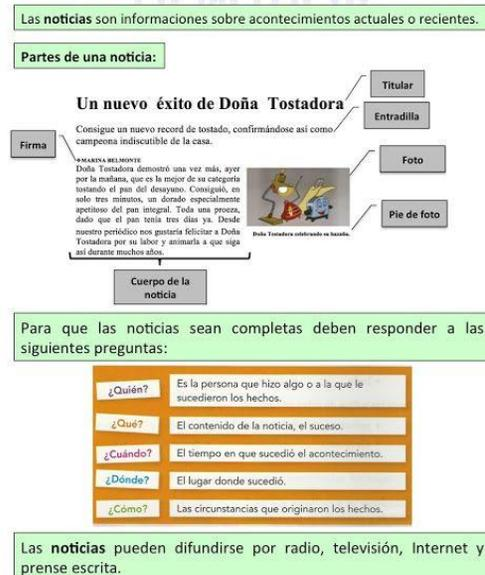 Las noticias son informaciones sobre acontecimientos actuales o recientes.
Partes de una noticia:
Titular
Un nuevo éxito de Doña Tostadora
Entradilla
Consigue un nuevo record de tostado, confirmándose así como
campeona indiscutible de la casa.
Firma
MARINA BELMONTE
Doña Tostadora demostró una vez más, ayer
por la mañana, que es la mejor de su categoría
tostando el pan del desayuno. Consiguió, en
solo tres minutos, un dorado especialmente
apetitoso del pan integral. Toda una proeza,
dado que el pan tenía tres días ya. Desde
nuestro periódico nos gustaría felicitar a Doña
Tostadora por su labor y animarla a que siga
así durante muchos años.
Foto
Pie de foto
Doña Tostadora celebrando su hazaña.
Cuerpo de la
noticia
Para que las noticias sean completas deben responder a las
siguientes preguntas:
¿Quién?
Es la persona que hizo algo o a la que le
sucedieron los hechos.
¿Qué?
El contenido de la noticia, el suceso.
¿Cuándo?
El tiempo en que sucedió el acontecimiento.
¿Dónde?
El lugar donde sucedió.
¿Cómo?
Las circunstancias que originaron los hechos.
Las noticias pueden difundirse por radio, televisión, Internet y
prense escrita.